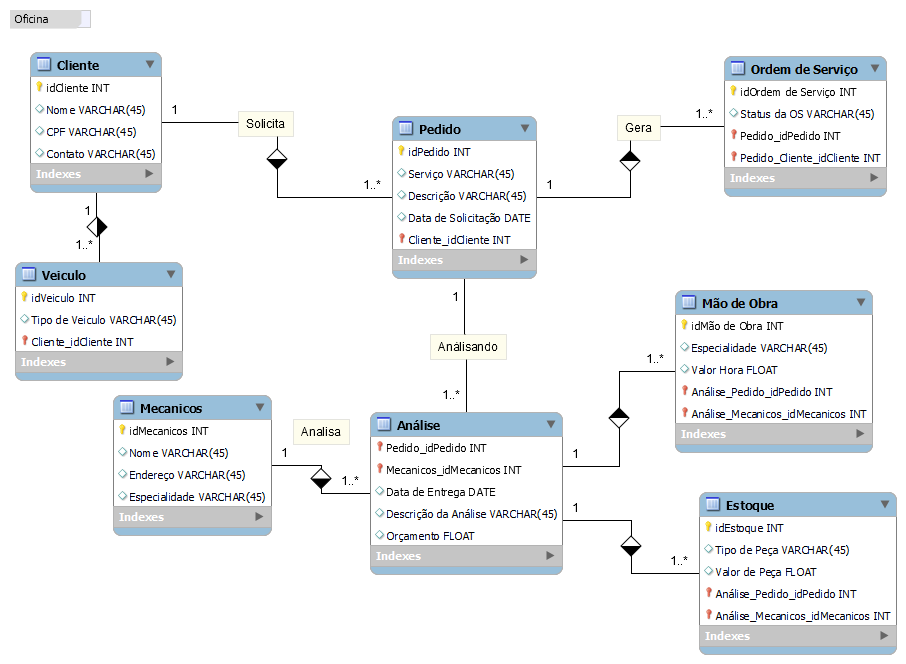 Oficina
Cliente
idCliente INT
Nome VARCHAR(45)
CPF VARCHAR(45)
Contato VARCHAR(45)
Indexes
1
Solicita
1..*
Pedido
idPedido INT
Serviço VARCHAR(45)
Descrição VARCHAR(45)
Data de Solicitação DATE
Cliente_idCliente INT
Indexes
1
Gera
1..*
Ordem de Serviço
idOrdem de Serviço INT
Status da OS VARCHAR(45)
Pedido_idPedido INT
Pedido_Cliente_idCliente INT
Indexes
1
1..*
Veiculo
idVeiculo INT
Tipo de Veiculo VARCHAR(45)
Cliente_idCliente INT
Indexes
1
Análisando
1..*
Mecanicos
idMecanicos INT
Nome VARCHAR(45)
Endereço VARCHAR(45)
Especialidade VARCHAR(45)
Indexes
Analisa
1
1..*
Análise
Pedido_idPedido INT
Mecanicos_idMecanicos INT
Data de Entrega DATE
Descrição da Análise VARCHAR(45)
Orçamento FLOAT
Indexes
1
1..*
Mão de Obra
idMão de Obra INT
Especialidade VARCHAR(45)
Valor Hora FLOAT
Análise_Pedido_idPedido INT
Análise_Mecanicos_idMecanicos INT
Indexes
1
1..*
Estoque
idEstoque INT
Tipo de Peça VARCHAR(45)
Valor de Peça FLOAT
Análise_Pedido_idPedido INT
Análise_Mecanicos_idMecanicos INT
Indexes